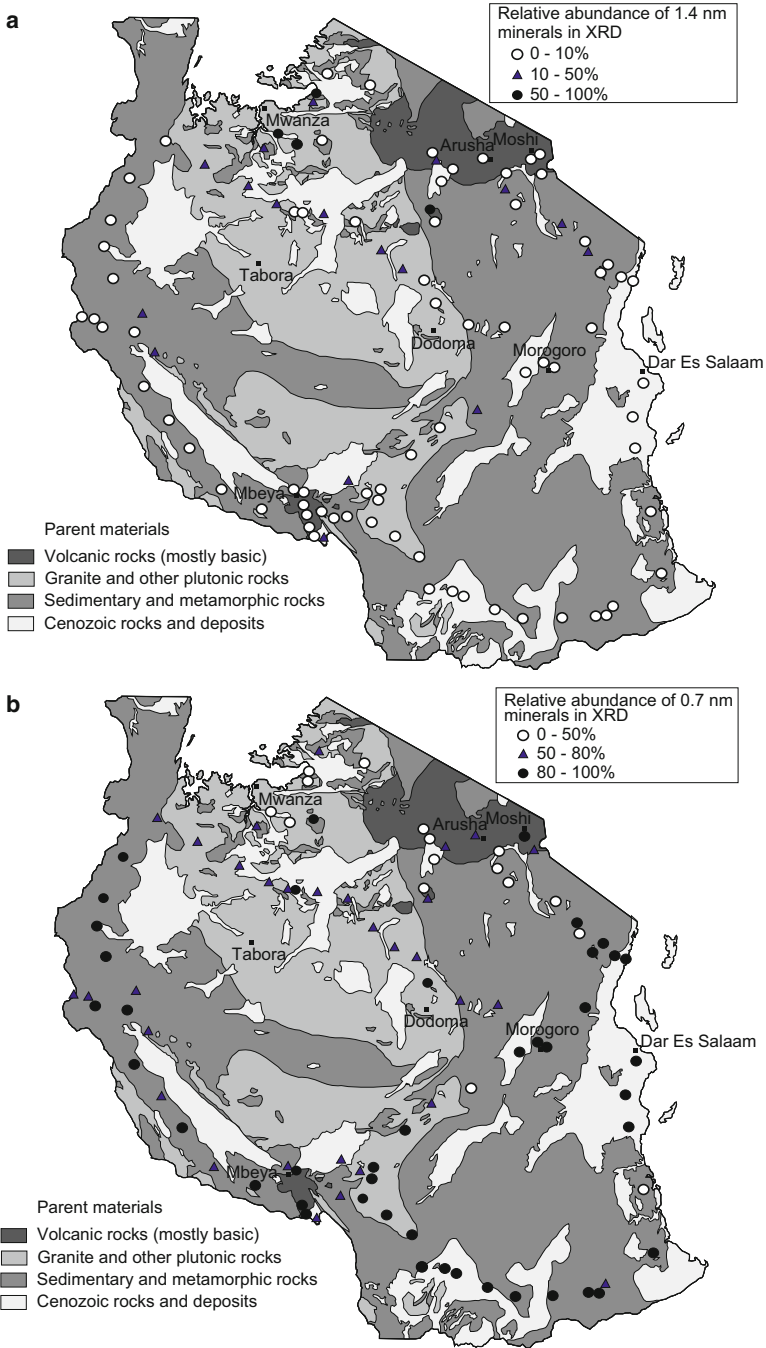 a
Relative abundance of 1.4 nm
minerals in XRD
0 - 10%
10 - 50%
50 - 100%
Mwanza
Arusha
Moshi
Tabora
Dodoma
Morogoro
Dar Es Salaam
Mbeya
Parent materials
Volcanic rocks (mostly basic)
Granite and other plutonic rocks
Sedimentary and metamorphic rocks
Cenozoic rocks and deposits
b
Relative abundance of 0.7 nm
minerals in XRD
0 - 50%
50 - 80%
80 - 100%
Mwanza
Arusha
Moshi
Tabora
Dodoma
Morogoro
Dar Es Salaam
Mbeya
Parent materials
Volcanic rocks (mostly basic)
Granite and other plutonic rocks
Sedimentary and metamorphic rocks
Cenozoic rocks and deposits